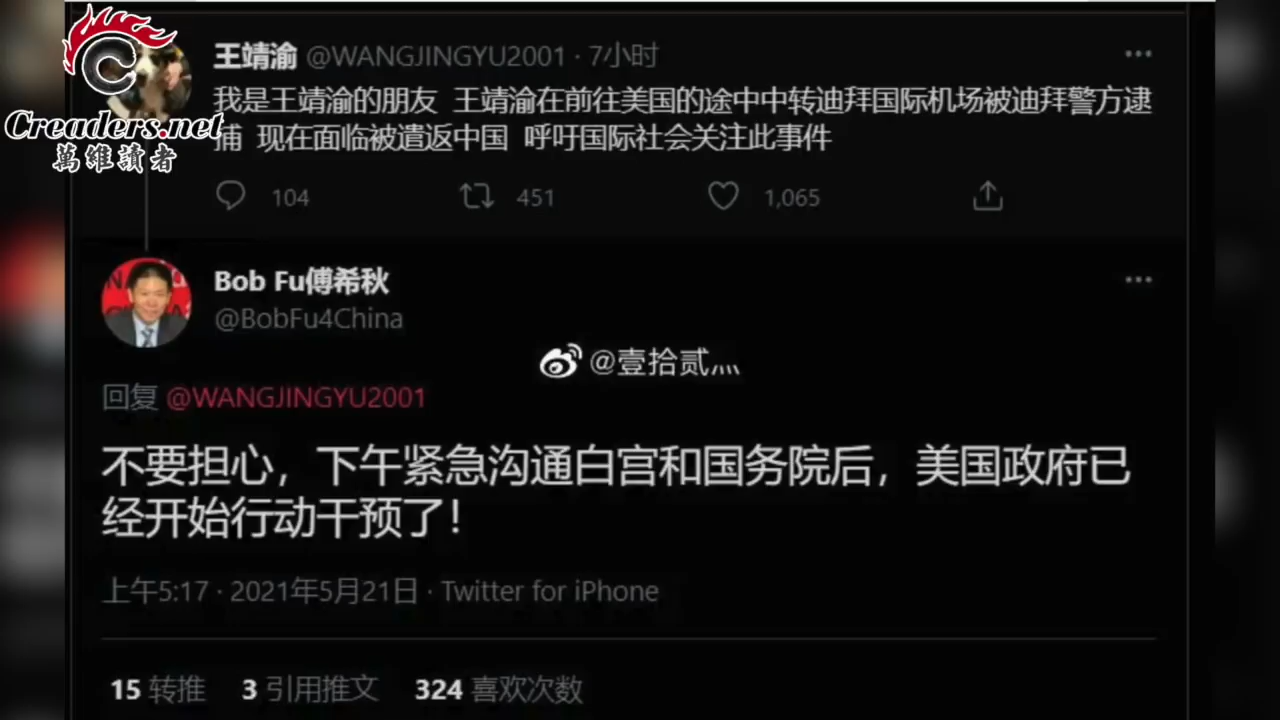 Creaders.net
萬維讀者
王靖渝 @WANGJINGYU2001 · 7小时
我是王靖渝的朋友 王靖渝在前往美国的途中中转迪拜国际机场被迪拜警方逮
捕 现在面临被遣返中国 呼吁国际社会关注此事件
104 451 1,065
Bob Fu傅希秋
@BobFu4China
@壹拾贰灬
回复 @WANGJINGYU2001
不要担心，下午紧急沟通白宫和国务院后，美国政府已
经开始行动干预了！
上午5:17 · 2021年5月21日 · Twitter for iPhone
15 转推 3 引用推文 324 喜欢次数